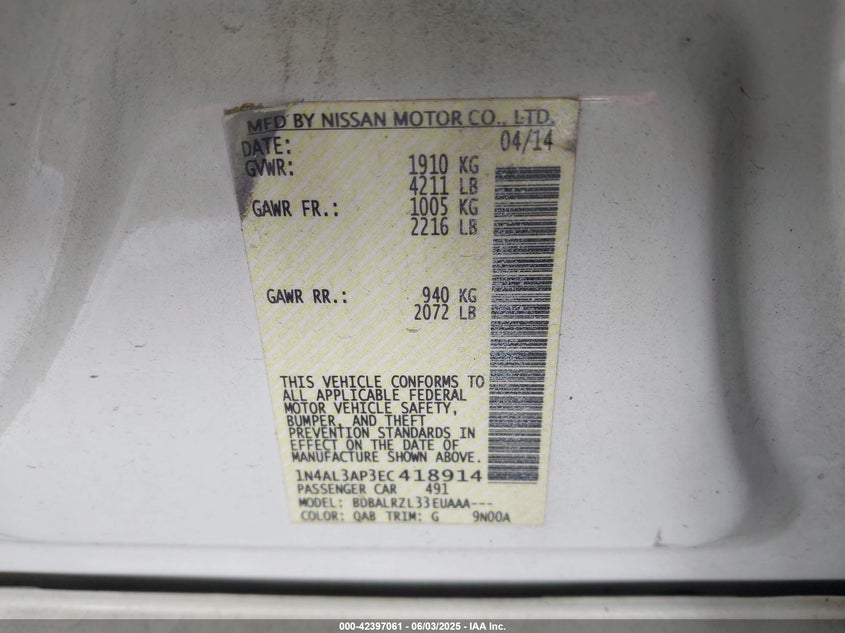 MFD BY NISSAN MOTOR CO., LTD.
DATE: 04/14
GVWR: 1910 KG
4211 LB
GAWR FR.: 1005 KG
2216 LB
GAWR RR.: 940 KG
2072 LB
THIS VEHICLE CONFORMS TO
ALL APPLICABLE FEDERAL
MOTOR VEHICLE SAFETY,
BUMPER, AND THEFT
PREVENTION STANDARDS IN
EFFECT ON THE DATE OF
MANUFACTURE SHOWN ABOVE.
1N4AL3AP3EC418914
PASSENGER CAR 491
MODEL: BDBALRZL33EUAAA---
COLOR: QAB TRIM: G 9N00A
000-42397061 - 06/03/2025 - IAA Inc.